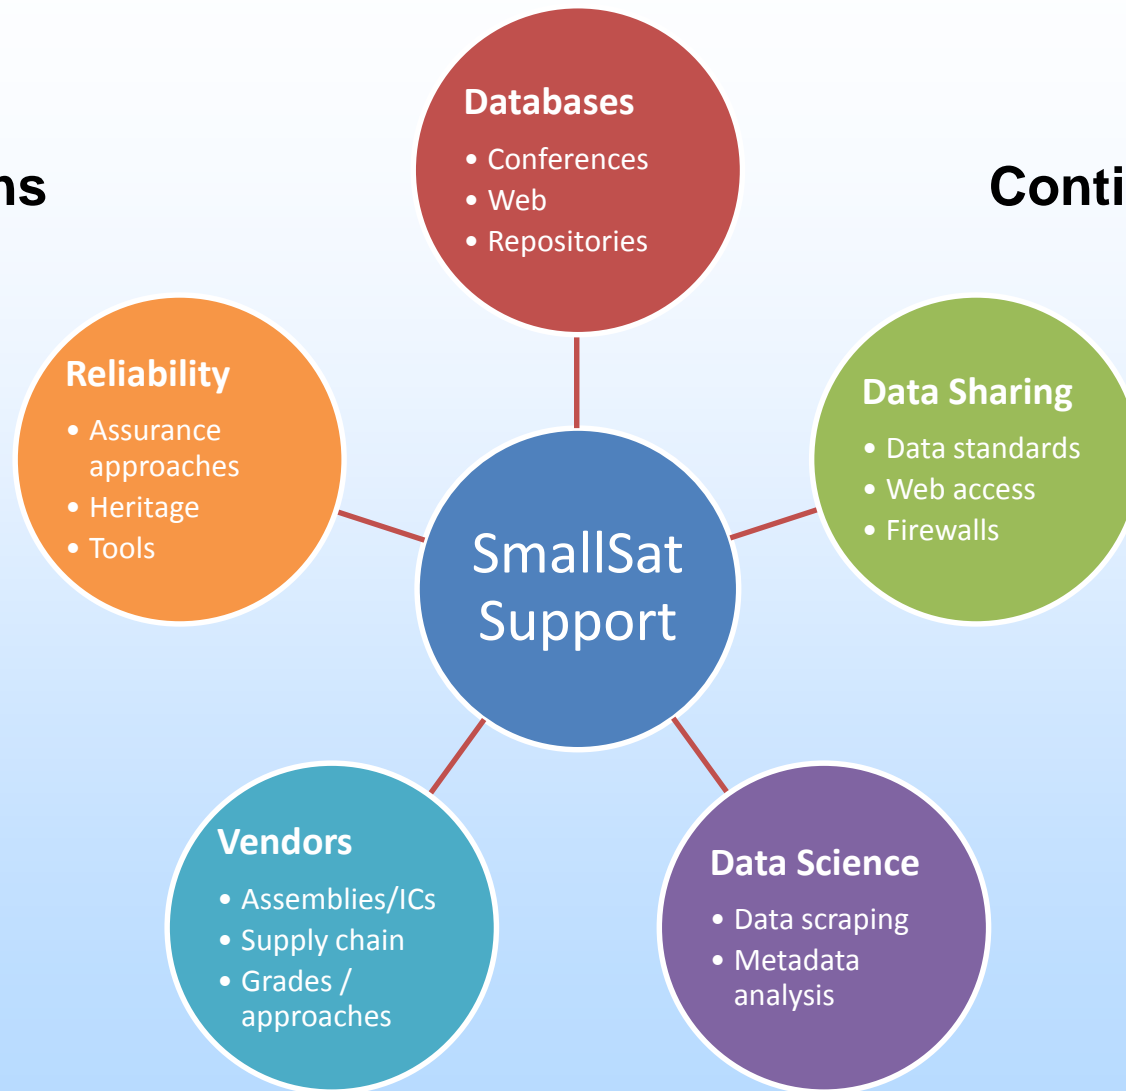 Databases
• Conferences
• Web
• Repositories
ns
Conti
Reliability
• Assurance
approaches
• Heritage
• Tools
Data Sharing
• Data standards
• Web access
• Firewalls
SmallSat
Support
Vendors
• Assemblies/ICs
• Supply chain
• Grades /
approaches
Data Science
• Data scraping
• Metadata
analysis